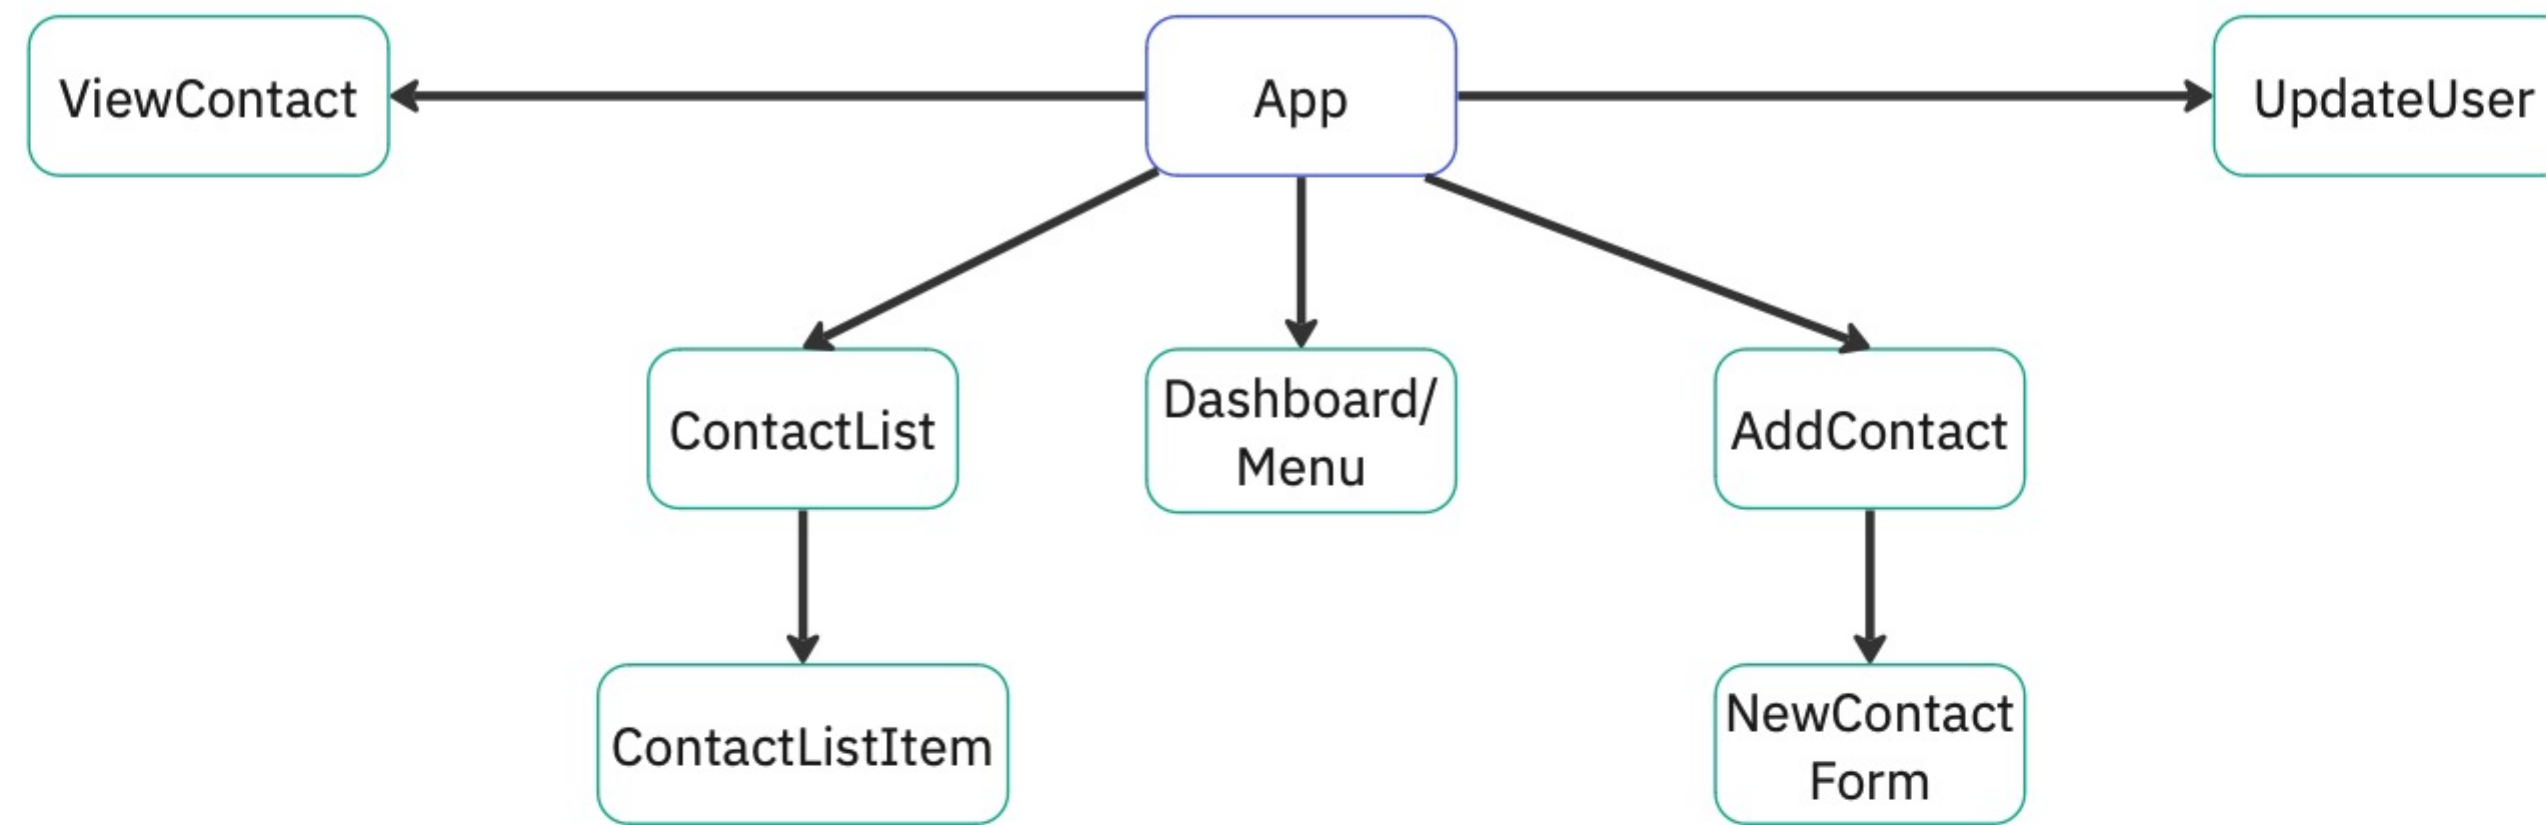 ViewContact
App
UpdateUser
ContactList
Dashboard/
Menu
AddContact
ContactListItem
NewContact
Form